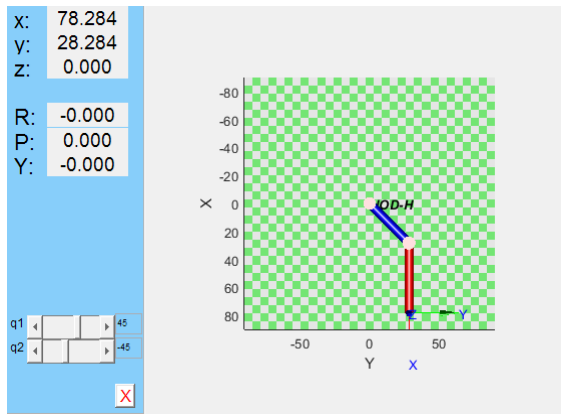 x: 78.284
y: 28.284
z: 0.000
R: -0.000
P: 0.000
Y: -0.000
q1 45
q2 -45
X
-80
-60
-40
-20
X 0
20
40
60
80
-50 0 50
Y X
IOD-H
Z Y